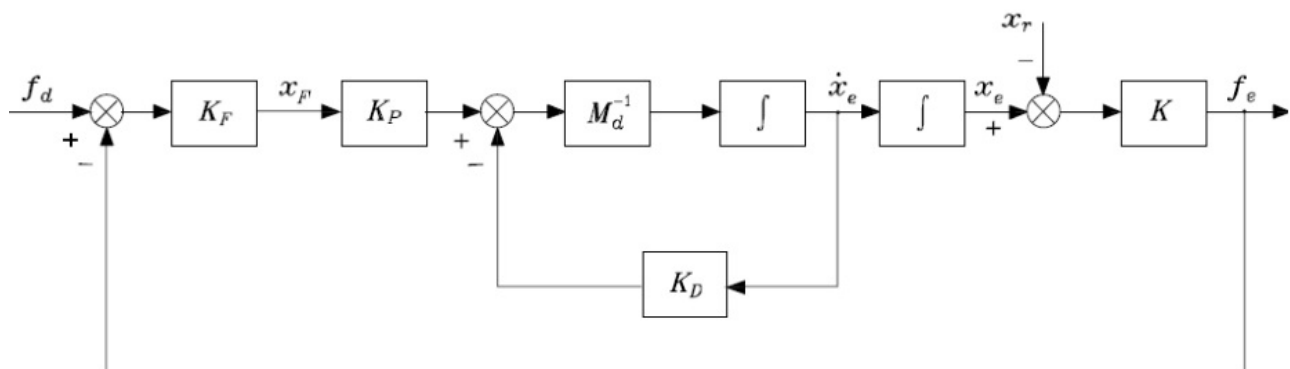 x_r
−
f_d
K_F
x_F
K_P
M_d^{-1}
∫
ẋ_e
∫
x_e
K
f_e
+
−
+
−
+
K_D